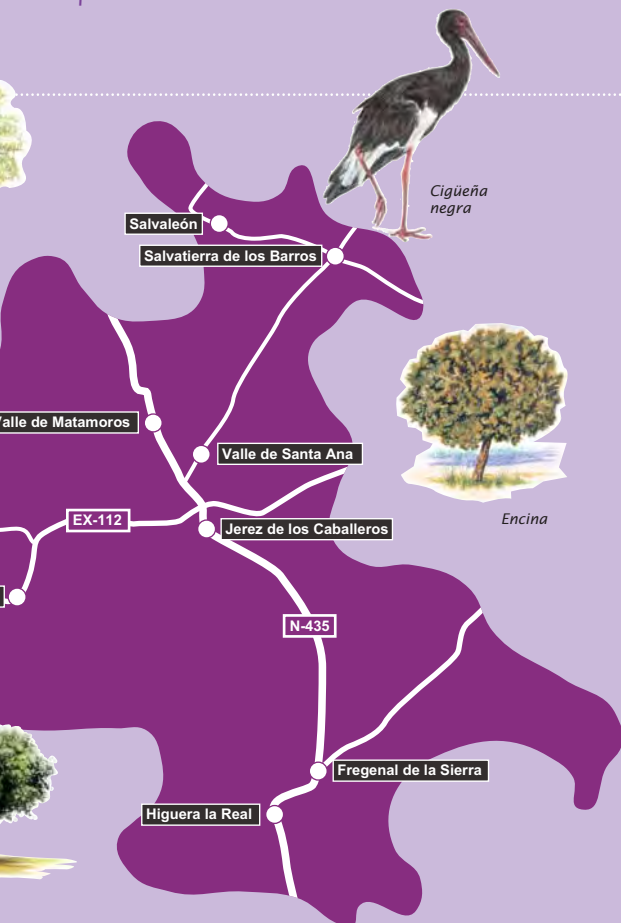 Cigüeña
negra
Salvaleón
Salvatierra de los Barros
Valle de Matamoros
Valle de Santa Ana
EX-112
Jerez de los Caballeros
Encina
N-435
Fregenal de la Sierra
Higuera la Real